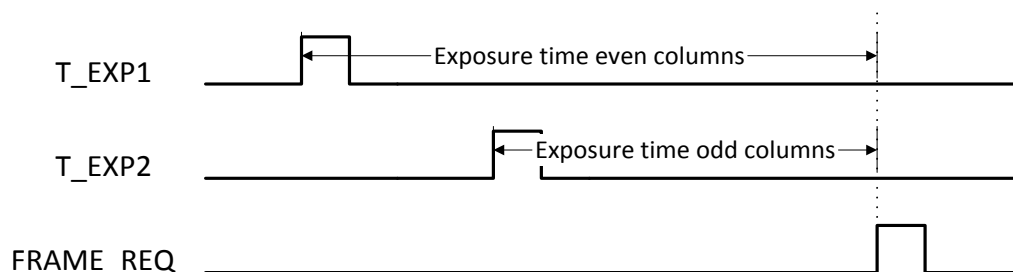 T_EXP1
Exposure time even columns
T_EXP2
Exposure time odd columns
FRAME_REQ